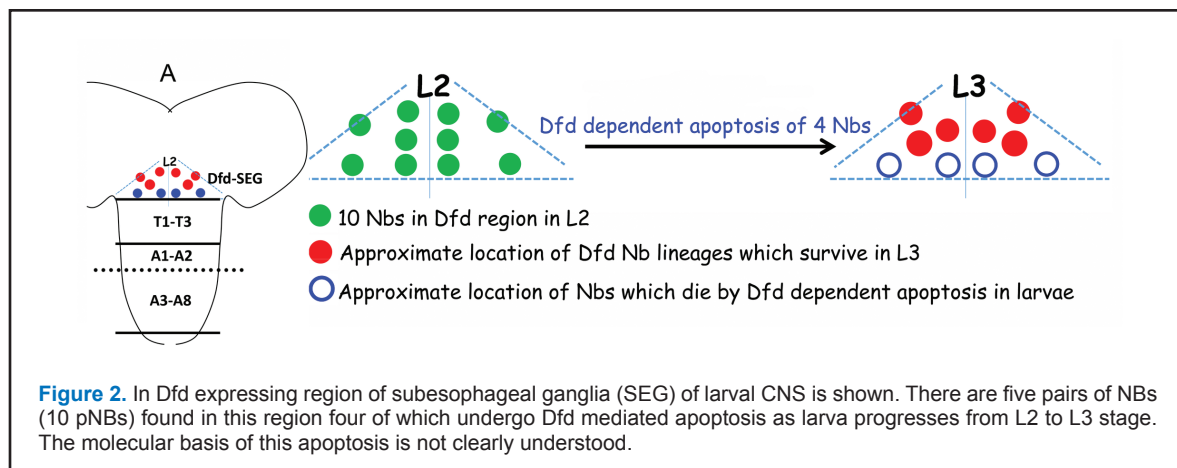 A
L2
Dfd-SEG
T1-T3
A1-A2
A3-A8
L2
Dfd dependent apoptosis of 4 Nbs
L3
10 Nbs in Dfd region in L2
Approximate location of Dfd Nb lineages which survive in L3
Approximate location of Nbs which die by Dfd dependent apoptosis in larvae
Figure 2. In Dfd expressing region of subesophageal ganglia (SEG) of larval CNS is shown. There are five pairs of NBs
(10 pNBs) found in this region four of which undergo Dfd mediated apoptosis as larva progresses from L2 to L3 stage.
The molecular basis of this apoptosis is not clearly understood.